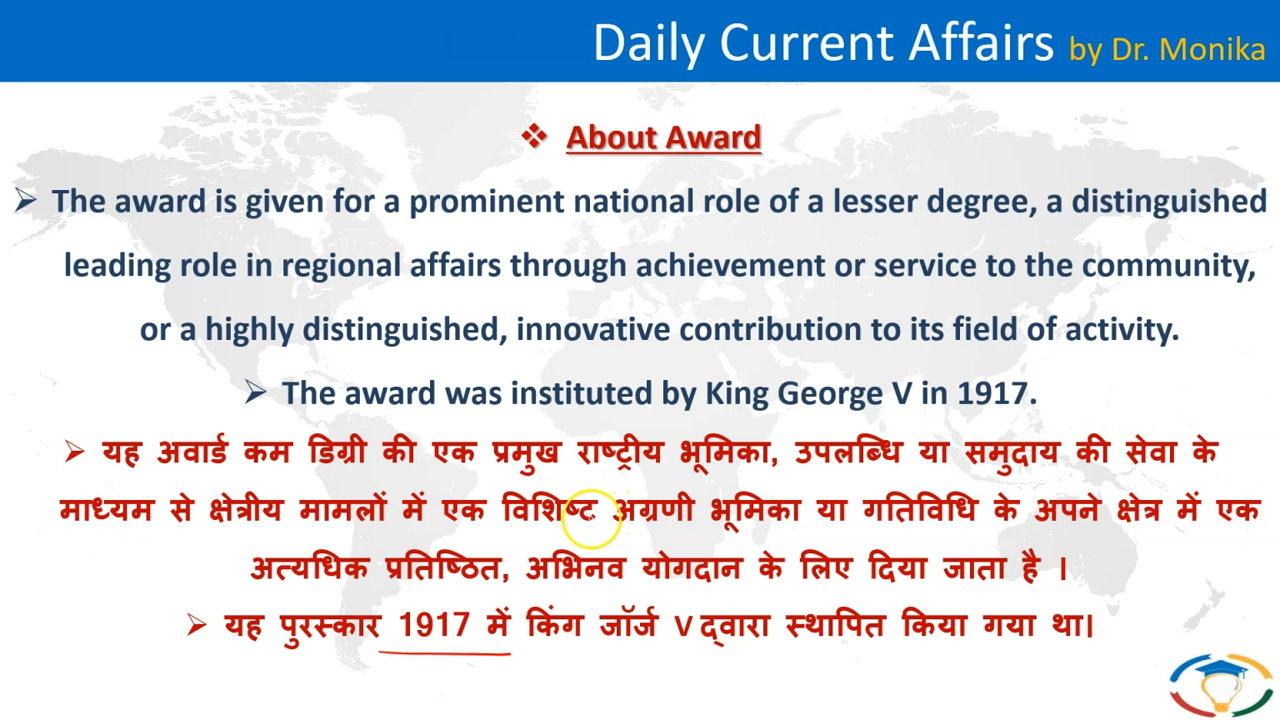 Daily Current Affairs by Dr. Monika
❖ About Award
➢ The award is given for a prominent national role of a lesser degree, a distinguished
leading role in regional affairs through achievement or service to the community,
or a highly distinguished, innovative contribution to its field of activity.
➢ The award was instituted by King George V in 1917.
➢ यह अवार्ड कम डिग्री की एक प्रमुख राष्ट्रीय भूमिका, उपलब्धि या समुदाय की सेवा के
माध्यम से क्षेत्रीय मामलों में एक विशिष्ट अग्रणी भूमिका या गतिविधि के अपने क्षेत्र में एक
अत्यधिक प्रतिष्ठित, अभिनव योगदान के लिए दिया जाता है ।
➢ यह पुरस्कार 1917 में किंग जॉर्ज V द्वारा स्थापित किया गया था।